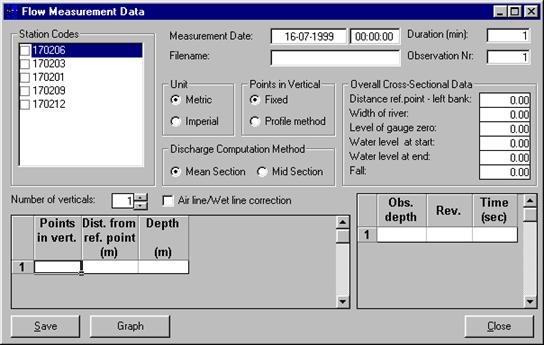 Flow Measurement Data
Station Codes
170206
170203
170201
170209
170212
Measurement Date: 16-07-1999 00:00:00 Duration (min): 1
Filename: Observation Nr: 1
Unit
Metric
Imperial
Points in Vertical
Fixed
Profile method
Discharge Computation Method
Mean Section Mid Section
Overall Cross-Sectional Data
Distance ref.point - left bank: 0.00
Width of river: 0.00
Level of gauge zero: 0.00
Water level at start: 0.00
Water level at end: 0.00
Fall: 0.00
Number of verticals: 1 Air line/Wet line correction
Points Dist. from Depth
in vert. ref. point
(m) (m)
1
Obs. Rev. Time
depth (sec)
1
Save Graph Close